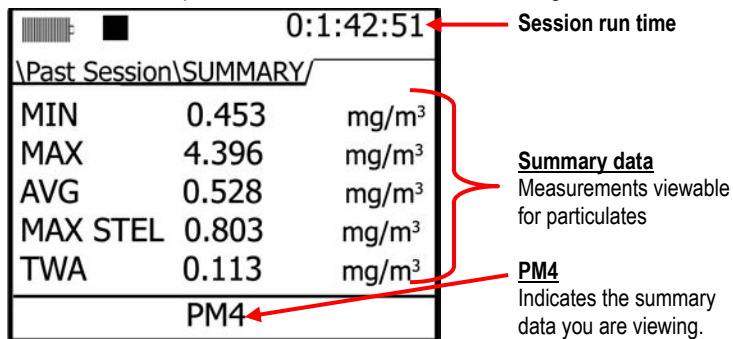 0:1:42:51
Session run time
\Past Session\SUMMARY/
MIN 0.453 mg/m³
MAX 4.396 mg/m³
AVG 0.528 mg/m³
MAX STEL 0.803 mg/m³
TWA 0.113 mg/m³
PM4
Summary data
Measurements viewable
for particulates
PM4
Indicates the summary
data you are viewing.